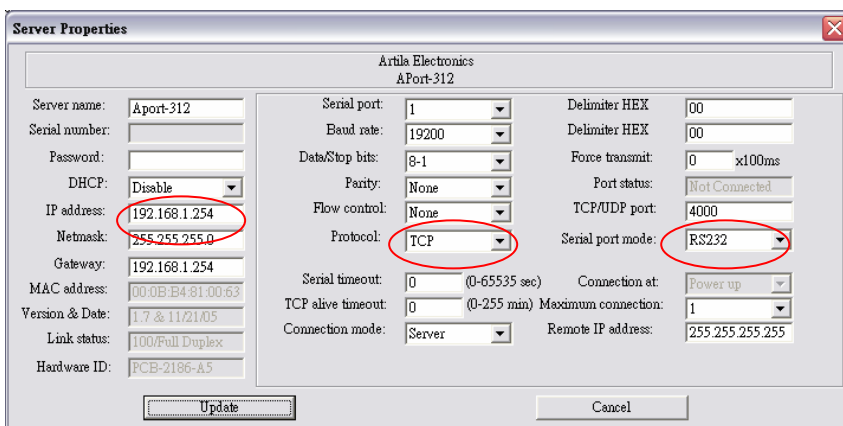 Server Properties
Artila Electronics
APort-312
Server name: Aport-312
Serial number:
Password:
DHCP: Disable
IP address: 192.168.1.254
Netmask: 255.255.255.0
Gateway: 192.168.1.254
MAC address: 00:0B:B4:81:00:63
Version & Date: 1.7 & 11/21/05
Link status: 100/Full Duplex
Hardware ID: PCB-2186-A5
Serial port: 1
Baud rate: 19200
Data/Stop bits: 8-1
Parity: None
Flow control: None
Protocol: TCP
Serial timeout: 0 (0-65535 sec)
TCP alive timeout: 0 (0-255 min)
Connection mode: Server
Delimiter HEX 00
Delimiter HEX 00
Force transmit: 0 x100ms
Port status: Not Connected
TCP/UDP port: 4000
Serial port mode: RS232
Connection at: Power up
Maximum connection: 1
Remote IP address: 255.255.255.255
Update
Cancel